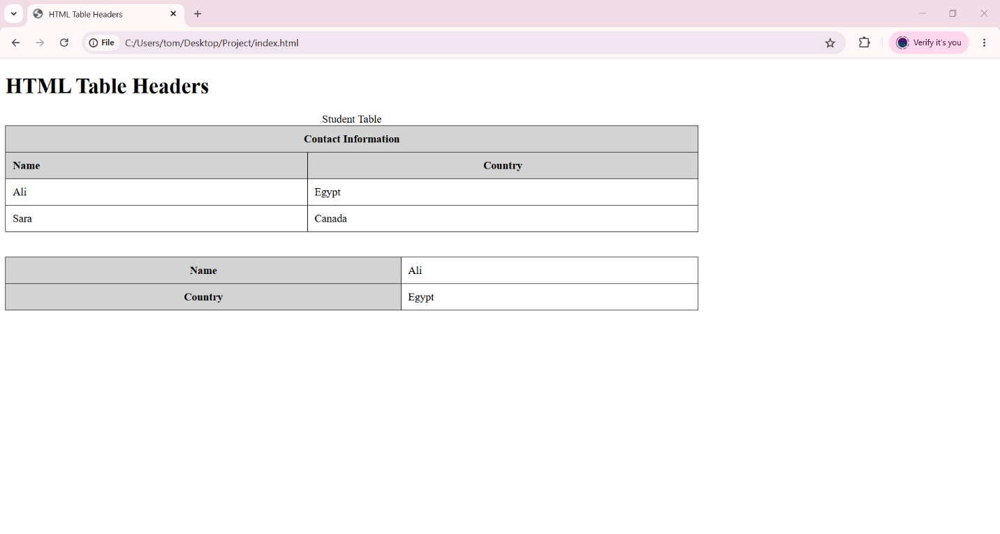 HTML Table Headers
File C:/Users/tom/Desktop/Project/index.html Verify it's you
HTML Table Headers
Student Table
Contact Information
Name Country
Ali Egypt
Sara Canada
Name Ali
Country Egypt